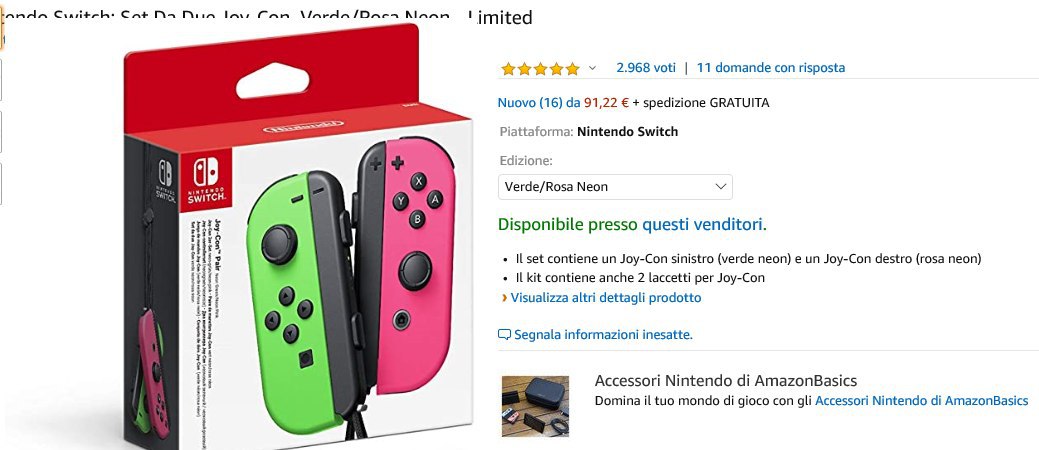 ntendo Switch: Set Da Due Joy-Con, Verde/Rosa Neon - Limited
2.968 voti | 11 domande con risposta
Nuovo (16) da 91,22 € + spedizione GRATUITA
Piattaforma: Nintendo Switch
Edizione:
Verde/Rosa Neon
Disponibile presso questi venditori.
• Il set contiene un Joy-Con sinistro (verde neon) e un Joy-Con destro (rosa neon)
• Il kit contiene anche 2 laccetti per Joy-Con
› Visualizza altri dettagli prodotto
Segnala informazioni inesatte.
Accessori Nintendo di AmazonBasics
Domina il tuo mondo di gioco con gli Accessori Nintendo di AmazonBasics
Nintendo
NINTENDO
SWITCH.
NINTENDO
SWITCH.
Joy-Con™ Pair
X
Y
A
B